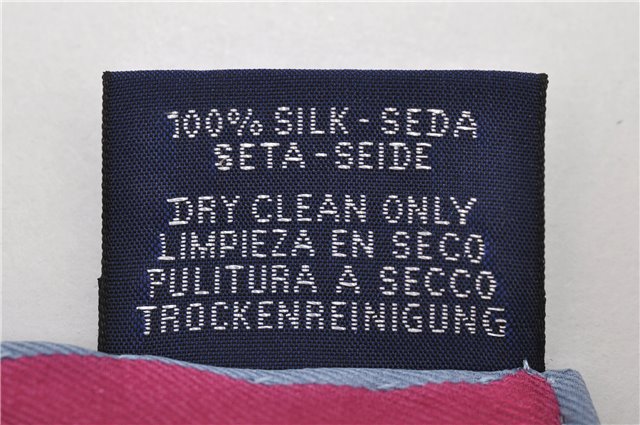 100% SILK - SEDA
SETA - SEIDE
DRY CLEAN ONLY
LIMPIEZA EN SECO
PULITURA A SECCO
TROCKENREINIGUNG